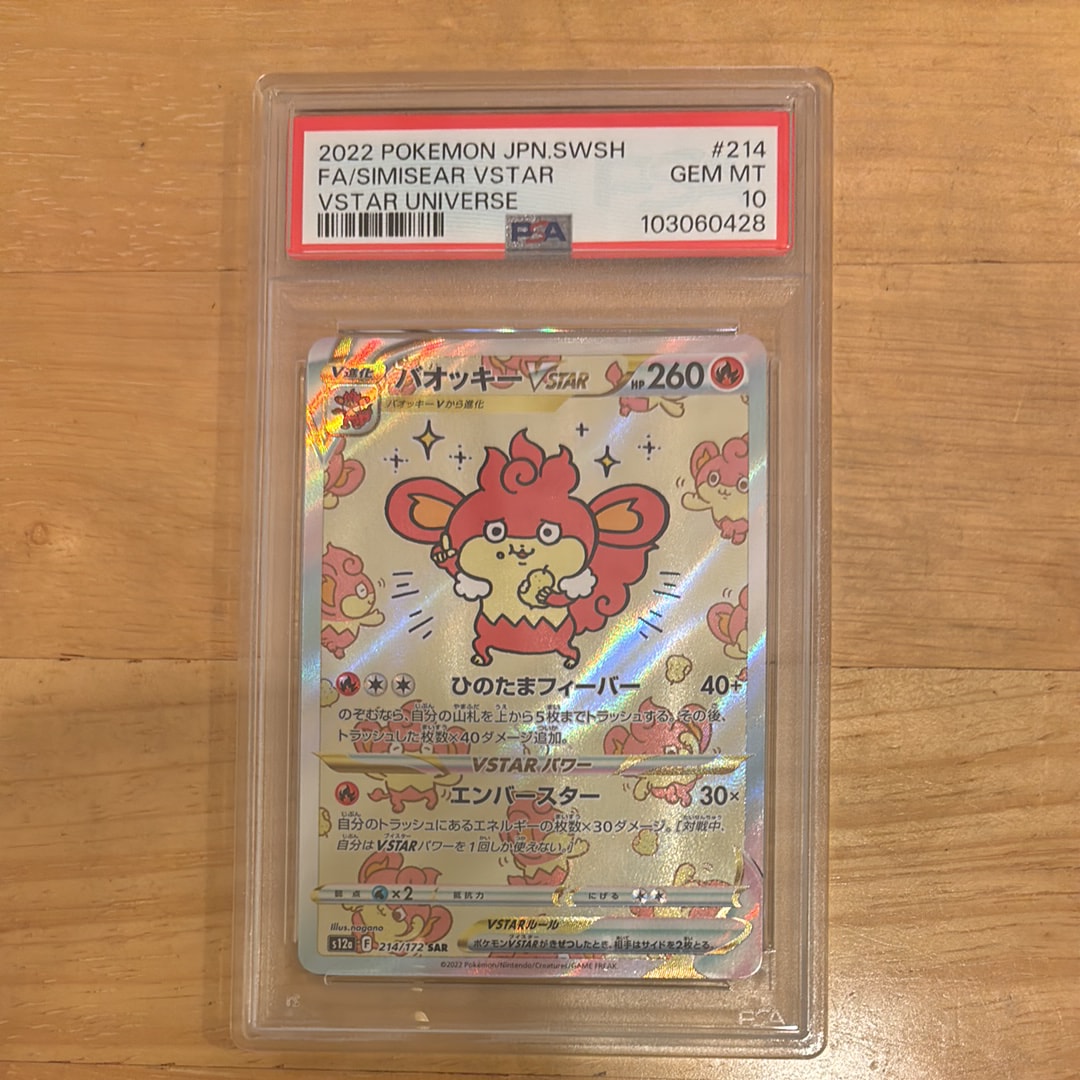 2022 POKEMON JPN.SWSH #214
FA/SIMISEAR VSTAR GEM MT
VSTAR UNIVERSE 10
PSA 103060428
V進化 バオッキーVSTAR HP 260
バオッキーVから進化
ひのたまフィーバー 40+
のぞむなら、自分の山札を上から5枚までトラッシュする。その後、
トラッシュした枚数×40ダメージ追加。
VSTARパワー
エンバースター 30×
自分のトラッシュにあるエネルギーの枚数×30ダメージ。[対戦中、
自分はVSTARパワーを1回しか使えない。]
弱点 ×2 抵抗力 にげる
Illus.nagano VSTARルール
s12a F 214/172 SAR ポケモンVSTARがきぜつしたとき、相手はサイドを2枚とる。
©2022 Pokémon/Nintendo/Creatures/GAME FREAK.
PSA